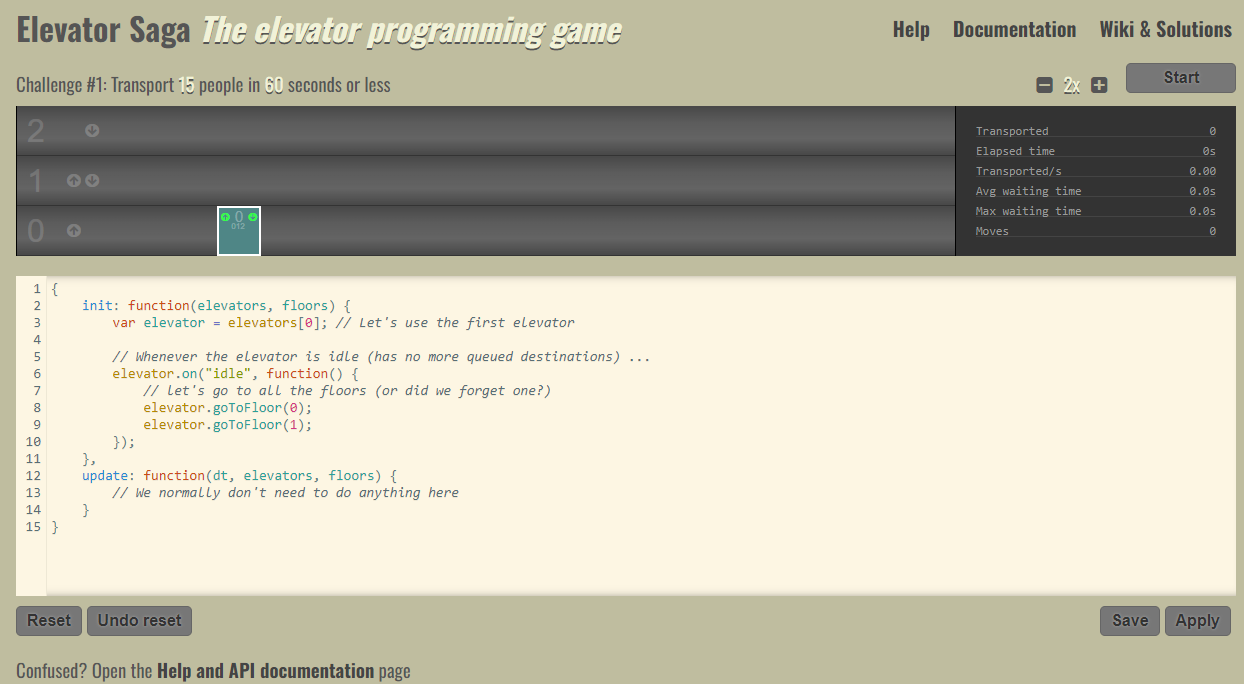 Elevator Saga The elevator programming game
Help Documentation Wiki & Solutions
Challenge #1: Transport 15 people in 60 seconds or less
2x
Start
2
1
0
0
012
Transported 0
Elapsed time 0s
Transported/s 0.00
Avg waiting time 0.0s
Max waiting time 0.0s
Moves 0
1 {
2     init: function(elevators, floors) {
3         var elevator = elevators[0]; // Let's use the first elevator
4
5         // Whenever the elevator is idle (has no more queued destinations) ...
6         elevator.on("idle", function() {
7             // let's go to all the floors (or did we forget one?)
8             elevator.goToFloor(0);
9             elevator.goToFloor(1);
10         });
11     },
12     update: function(dt, elevators, floors) {
13         // We normally don't need to do anything here
14     }
15 }
Reset Undo reset Save Apply
Confused? Open the Help and API documentation page